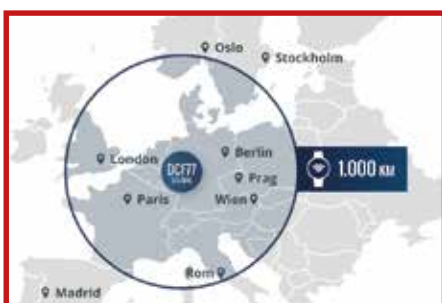 Oslo
Stockholm
London
Berlin
DCF77
Prag
1.000 KM
Paris
Wien
Rom
Madrid